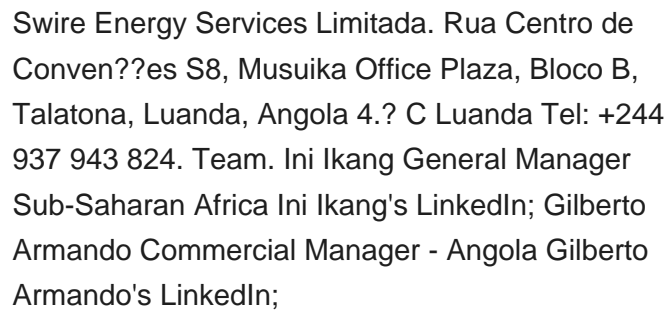 Swire Energy Services Limitada. Rua Centro de
Conven??es S8, Musuika Office Plaza, Bloco B,
Talatona, Luanda, Angola 4.? C Luanda Tel: +244
937 943 824. Team. Ini Ikang General Manager
Sub-Saharan Africa Ini Ikang's LinkedIn; Gilberto
Armando Commercial Manager - Angola Gilberto
Armando's LinkedIn;